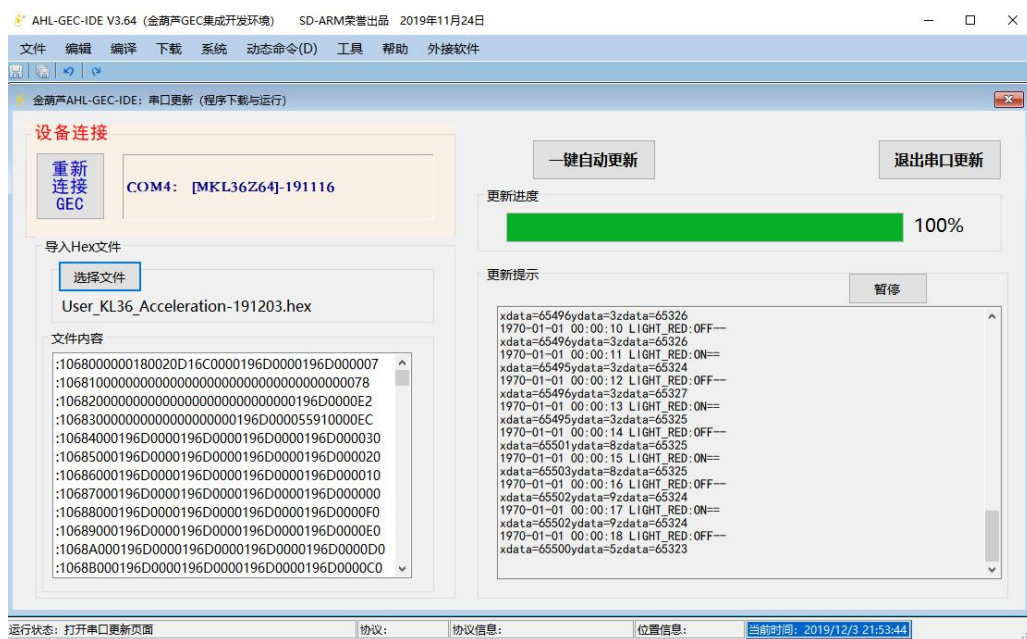 AHL-GEC-IDE V3.64（金葫芦GEC集成开发环境） SD-ARM荣誉出品 2019年11月24日
文件 编辑 编译 下载 系统 动态命令(D) 工具 帮助 外接软件
金葫芦AHL-GEC-IDE：串口更新（程序下载与运行）
设备连接
重新
连接
GEC
COM4： [MKL36Z64]-191116
导入Hex文件
选择文件
User_KL36_Acceleration-191203.hex
文件内容
:106800000180020D16C0000196D0000196D000007
:10681000000000000000000000000000000000078
:1068200000000000000000000000000196D0000E2
:106830000000000000000000196D000055910000EC
:10684000196D0000196D0000196D0000196D000030
:10685000196D0000196D0000196D0000196D000020
:10686000196D0000196D0000196D0000196D000010
:10687000196D0000196D0000196D0000196D000000
:10688000196D0000196D0000196D0000196D0000F0
:10689000196D0000196D0000196D0000196D0000E0
:1068A000196D0000196D0000196D0000196D0000D0
:1068B000196D0000196D0000196D0000196D0000C0
一键自动更新
退出串口更新
更新进度
100%
更新提示
暂停
xdata=65496ydata=3zdata=65326
1970-01-01 00:00:10 LIGHT_RED:OFF--
xdata=65496ydata=3zdata=65326
1970-01-01 00:00:11 LIGHT_RED:ON==
xdata=65495ydata=3zdata=65324
1970-01-01 00:00:12 LIGHT_RED:OFF--
xdata=65496ydata=3zdata=65327
1970-01-01 00:00:13 LIGHT_RED:ON==
xdata=65495ydata=3zdata=65325
1970-01-01 00:00:14 LIGHT_RED:OFF--
xdata=65501ydata=8zdata=65325
1970-01-01 00:00:15 LIGHT_RED:ON==
xdata=65503ydata=8zdata=65325
1970-01-01 00:00:16 LIGHT_RED:OFF--
xdata=65502ydata=9zdata=65324
1970-01-01 00:00:17 LIGHT_RED:ON==
xdata=65502ydata=9zdata=65324
1970-01-01 00:00:18 LIGHT_RED:OFF--
xdata=65500ydata=5zdata=65323
运行状态：打开串口更新页面 协议： 协议信息： 位置信息： 当前时间：2019/12/3 21:53:44